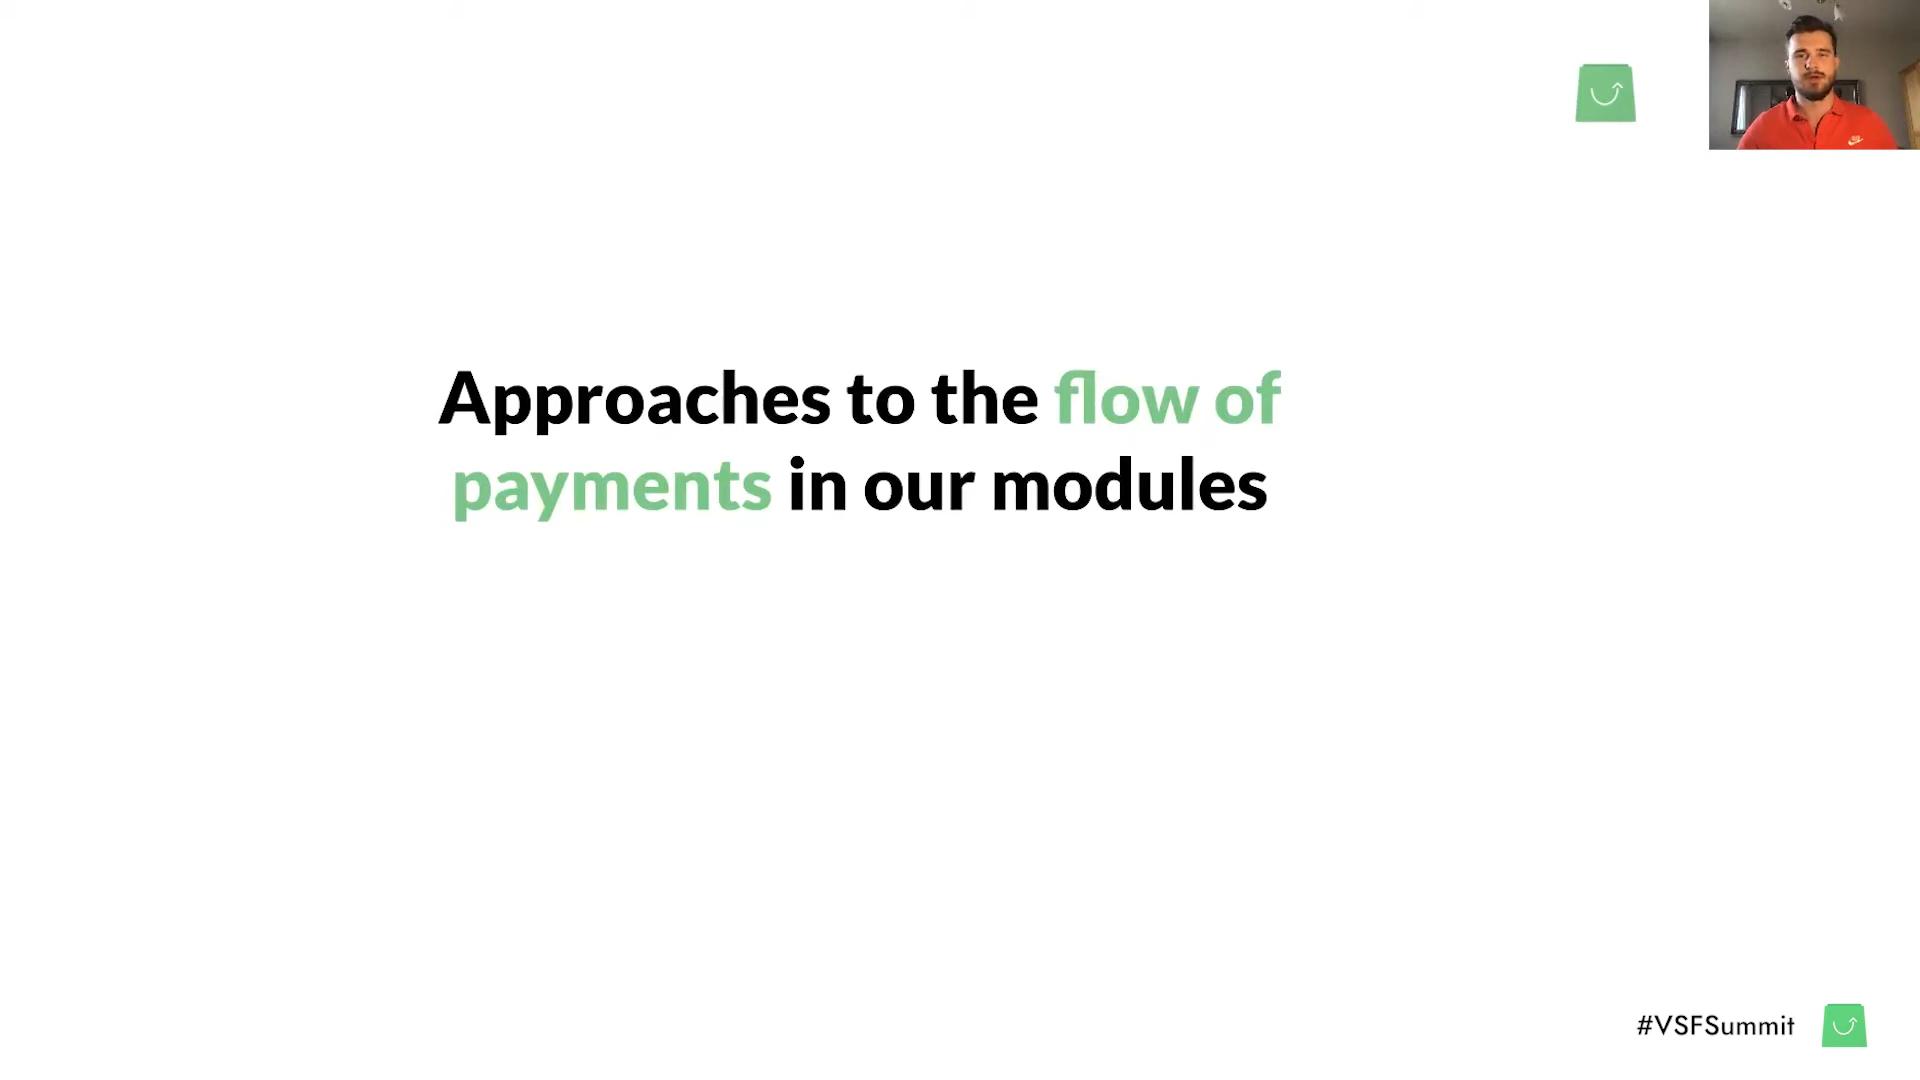 Approaches to the flow of
payments in our modules
#VSFSummit